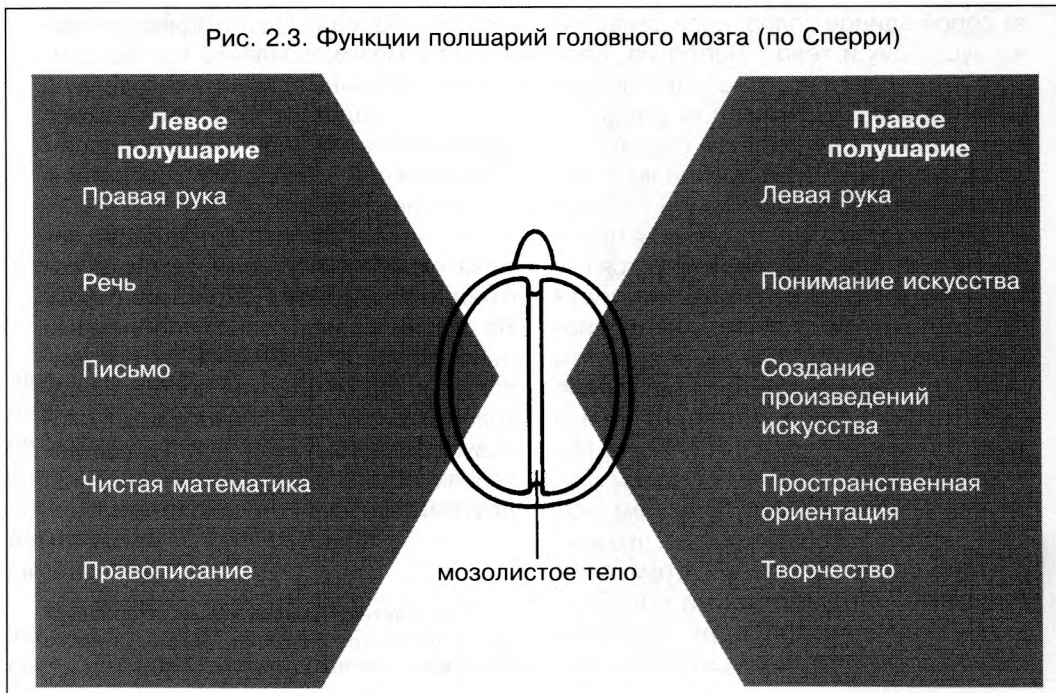 Рис. 2.3. Функции полшарий головного мозга (по Сперри)
Левое
полушарие
Правая рука
Речь
Письмо
Чистая математика
Правописание
мозолистое тело
Правое
полушарие
Левая рука
Понимание искусства
Создание
произведений
искусства
Пространственная
ориентация
Творчество